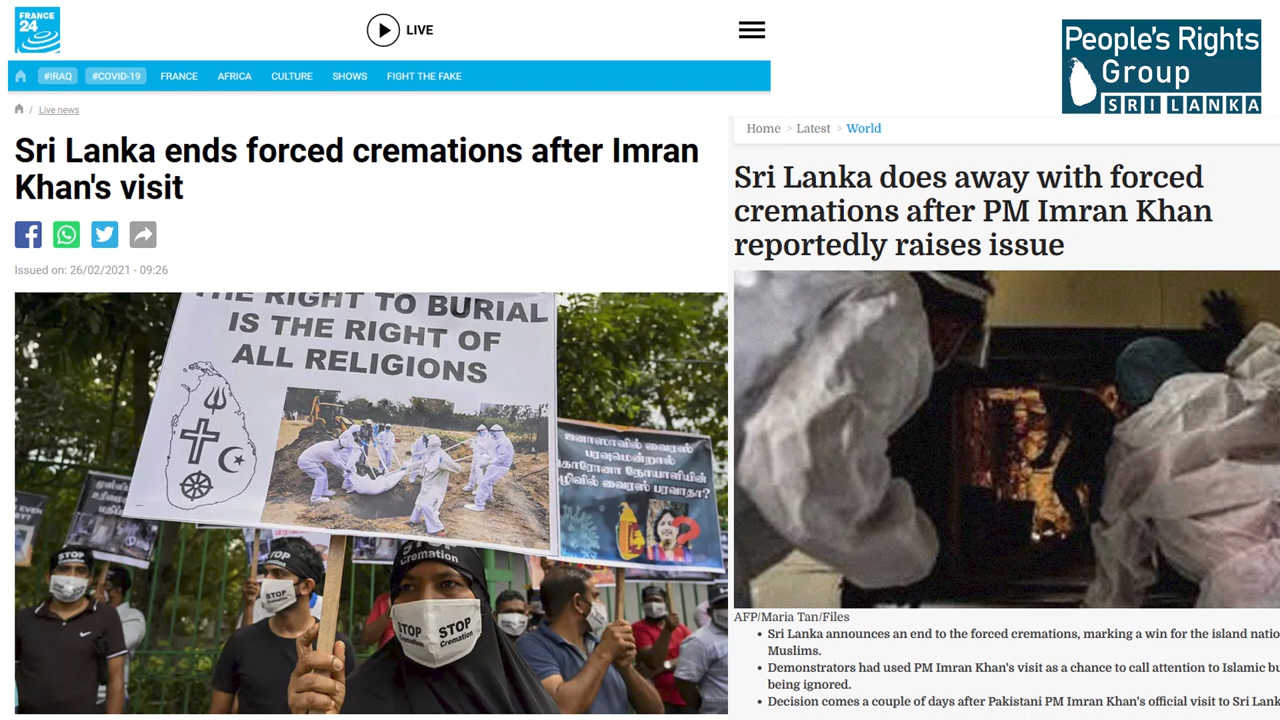 FRANCE
24
LIVE
#IRAQ #COVID-19 FRANCE AFRICA CULTURE SHOWS FIGHT THE FAKE
/ Live news
Sri Lanka ends forced cremations after Imran
Khan's visit
Issued on: 26/02/2021 - 09:26
THE RIGHT TO BURIAL
IS THE RIGHT OF
ALL RELIGIONS
வைரஸ்
பரவுமென்றால்
கொரோனா நோயாளியின்
வைரஸ் பரவாதா?
STOP
STOP
Cremation
STOP
Cremation
STOP
Cremation
People's Rights
Group
SRI LANKA
Home > Latest > World
Sri Lanka does away with forced
cremations after PM Imran Khan
reportedly raises issue
AFP/Maria Tan/Files
• Sri Lanka announces an end to the forced cremations, marking a win for the island natio
Muslims.
• Demonstrators had used PM Imran Khan's visit as a chance to call attention to Islamic bu
being ignored.
• Decision comes a couple of days after Pakistani PM Imran Khan's official visit to Sri Lank